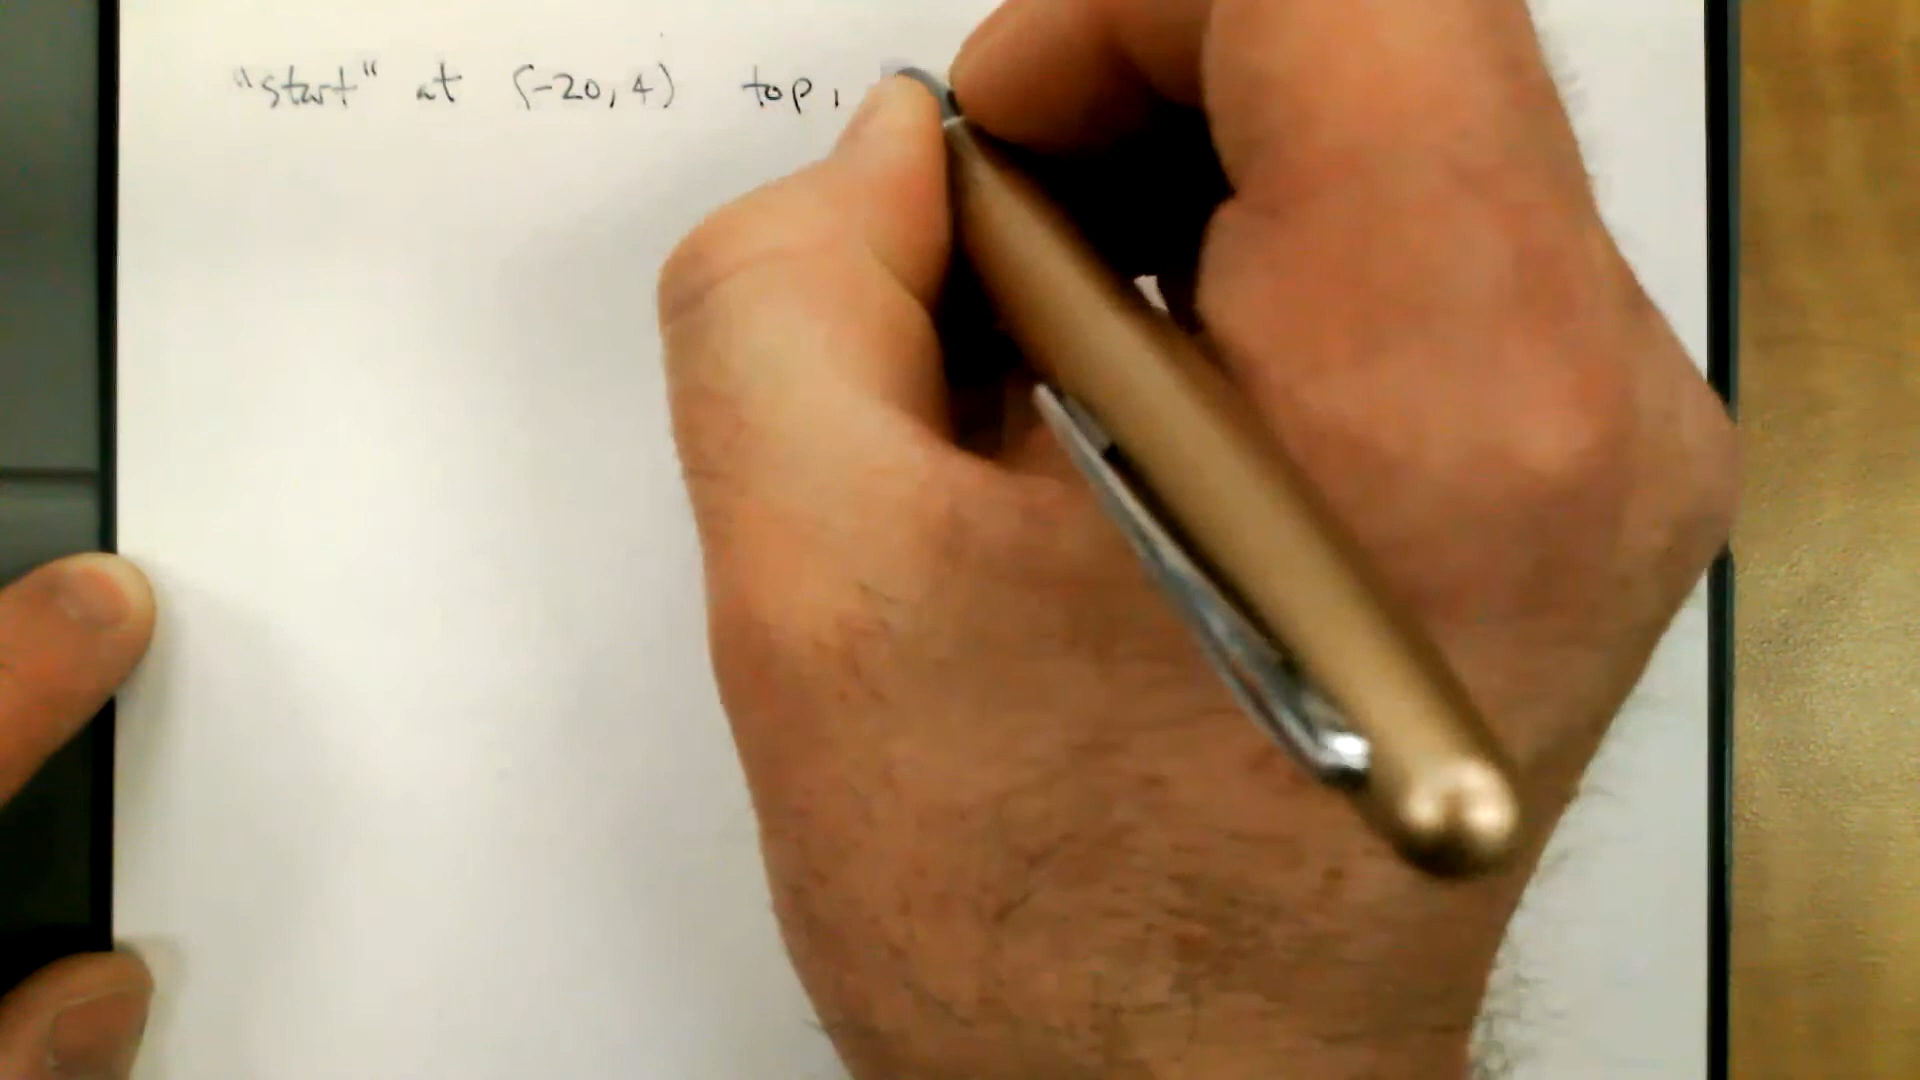 "start" at (-20, 4) top,